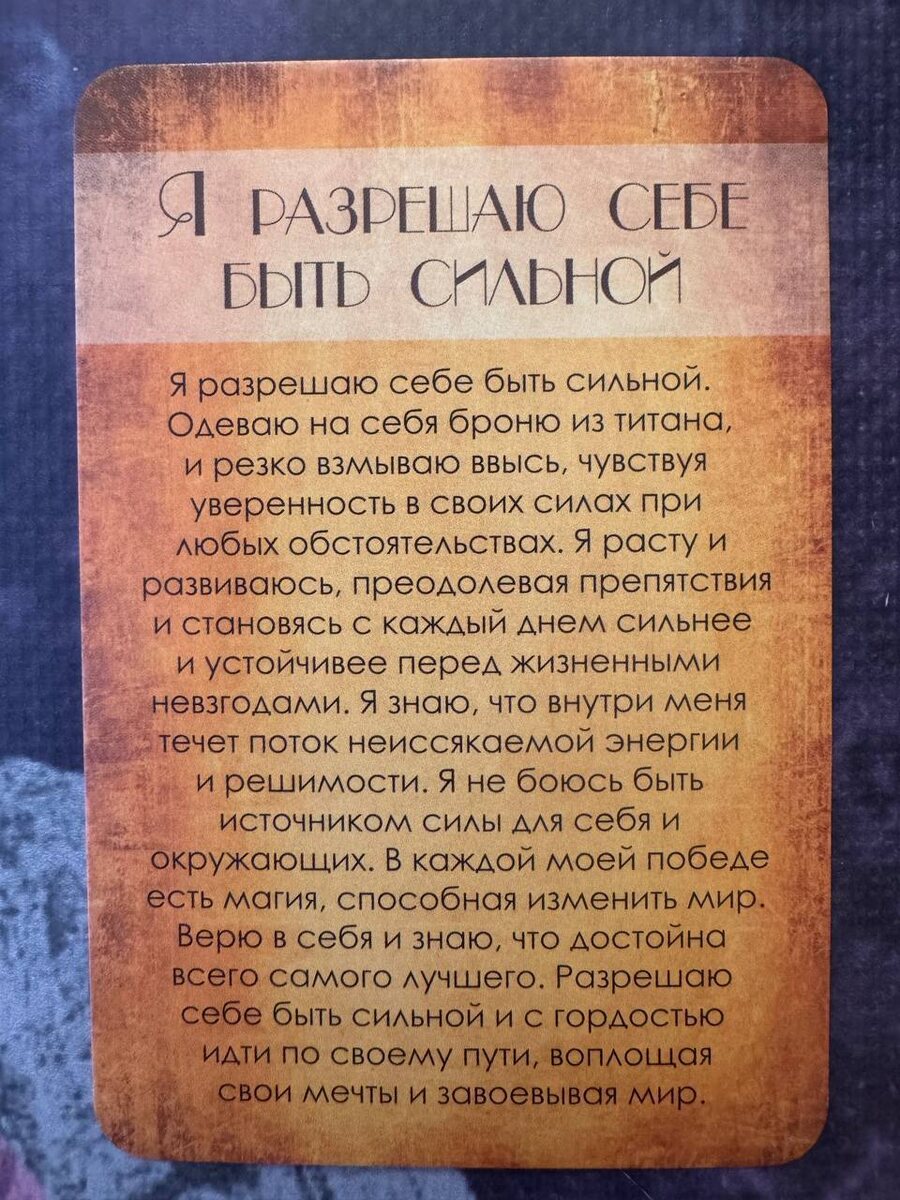 Я РАЗРЕШАЮ СЕБЕ
БЫТЬ СИЛЬНОЙ
Я разрешаю себе быть сильной.
Одеваю на себя броню из титана,
и резко взмываю ввысь, чувствуя
уверенность в своих силах при
любых обстоятельствах. Я расту и
развиваюсь, преодолевая препятствия
и становясь с каждый днем сильнее
и устойчивее перед жизненными
невзгодами. Я знаю, что внутри меня
течет поток неиссякаемой энергии
и решимости. Я не боюсь быть
источником силы для себя и
окружающих. В каждой моей победе
есть магия, способная изменить мир.
Верю в себя и знаю, что достойна
всего самого лучшего. Разрешаю
себе быть сильной и с гордостью
идти по своему пути, воплощая
свои мечты и завоевывая мир.